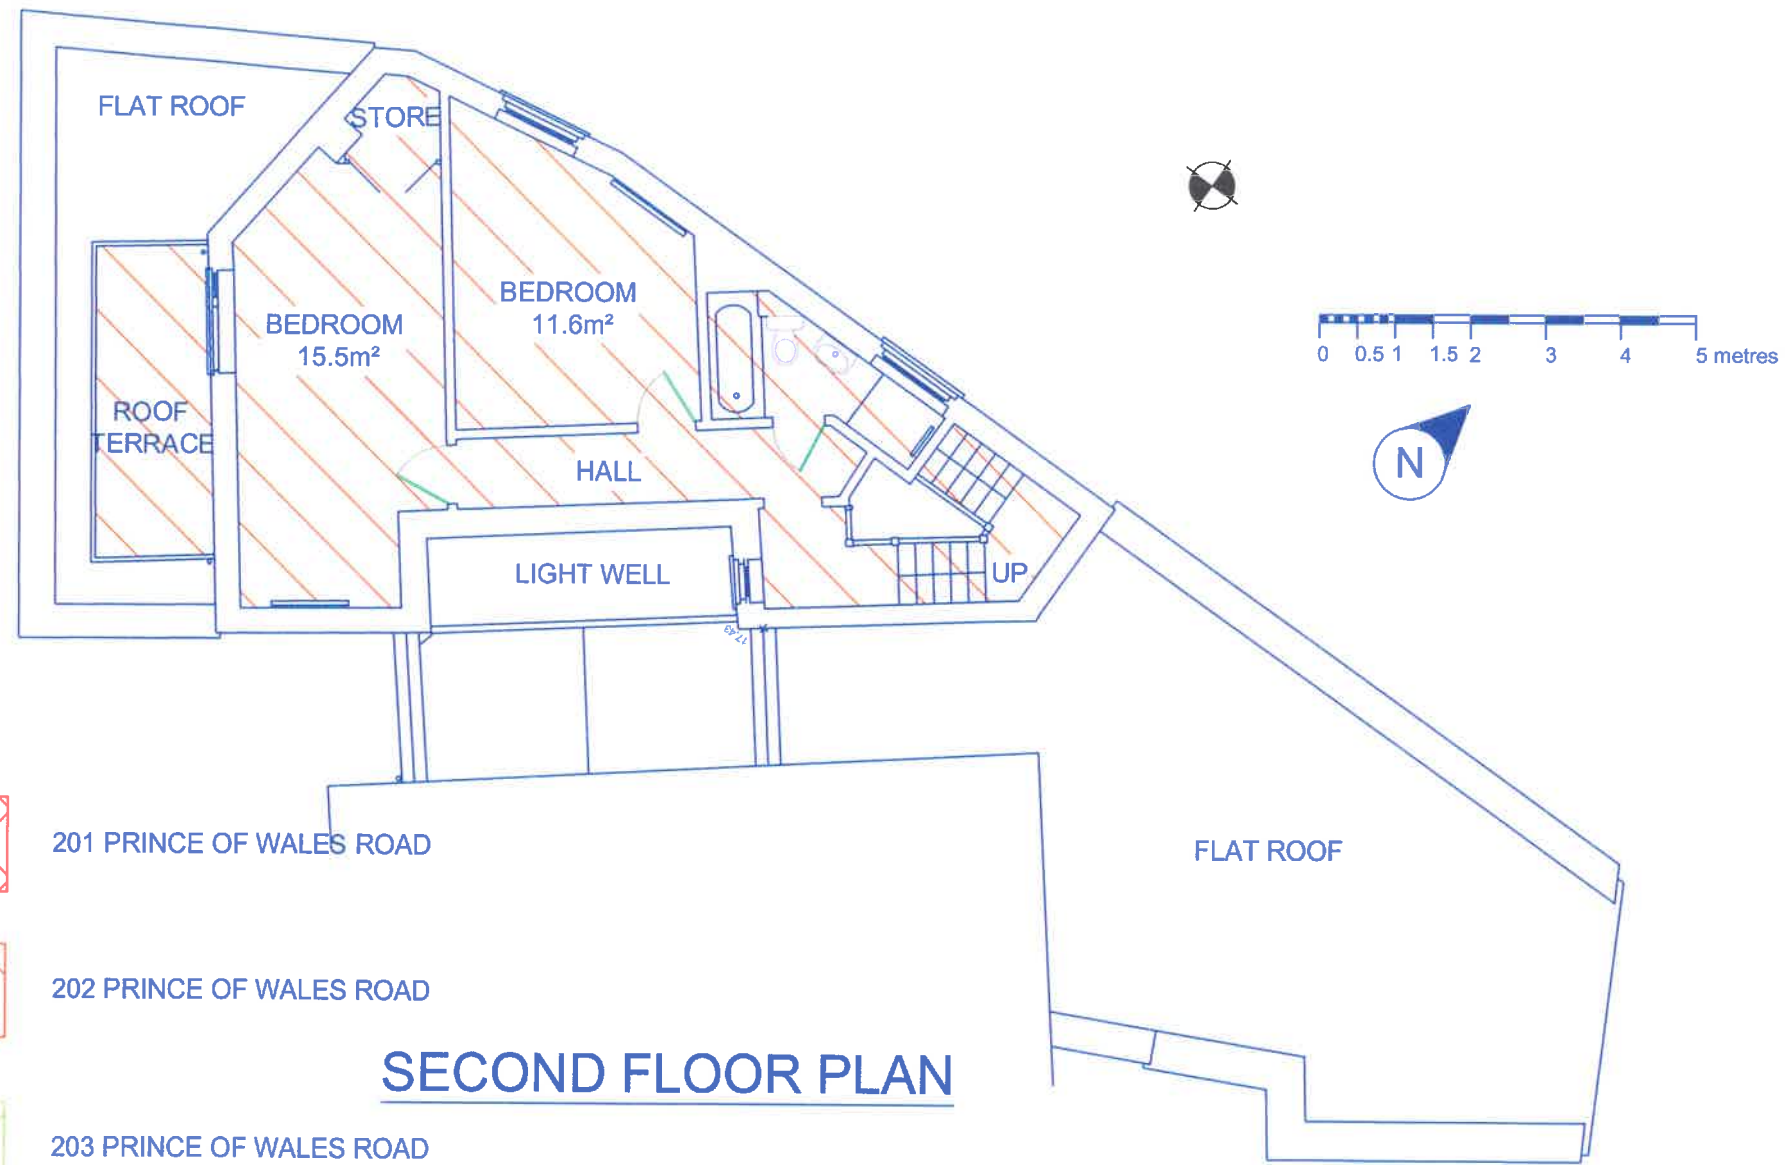 FLAT ROOF
STORE
BEDROOM
11.6m²
BEDROOM
15.5m²
0 0.5 1 1.5 2 3 4 5 metres
ROOF
TERRACE
HALL
N
LIGHT WELL
UP
17.43
201 PRINCE OF WALES ROAD
FLAT ROOF
202 PRINCE OF WALES ROAD
SECOND FLOOR PLAN
203 PRINCE OF WALES ROAD